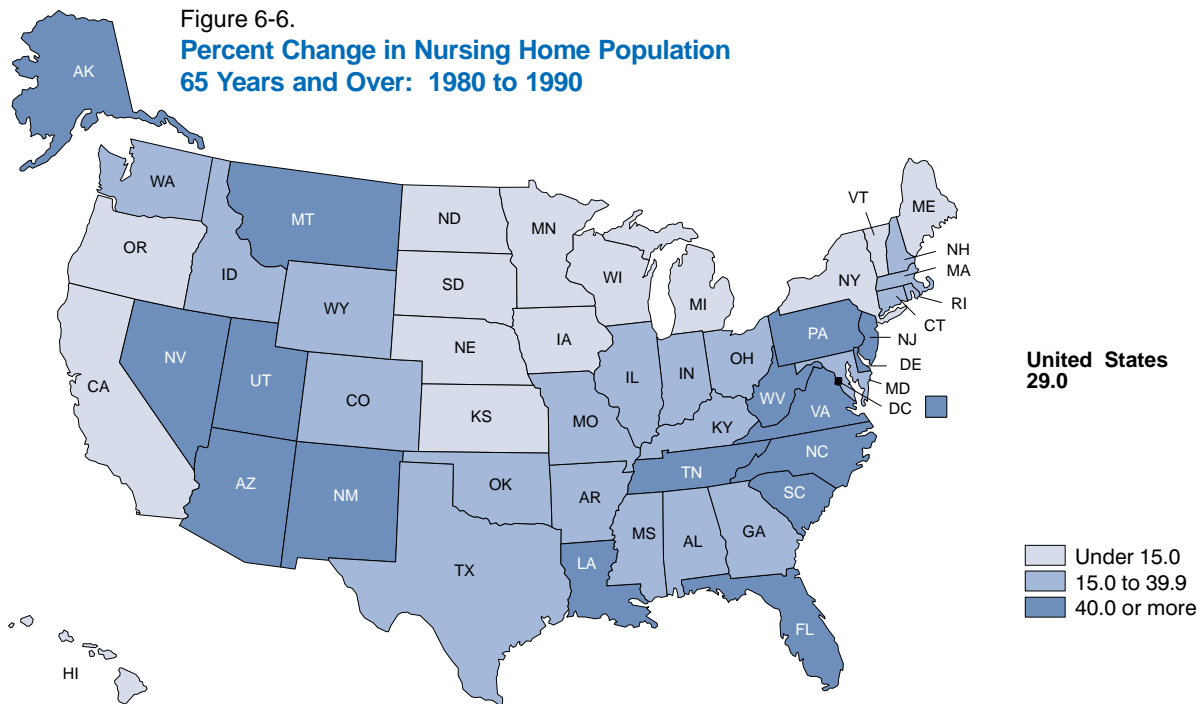 Figure 6-6.
Percent Change in Nursing Home Population
65 Years and Over: 1980 to 1990
AK
WA
MT
ND
MN
VT
ME
OR
ID
SD
WI
MI
NY
NH
MA
WY
RI
CT
NE
IA
PA
NJ
NV
UT
OH
DE
CA
CO
IL
IN
MD
DC
WV
VA
KS
MO
KY
NC
TN
AZ
NM
OK
AR
SC
MS
AL
GA
LA
TX
FL
HI
United States
29.0
Under 15.0
15.0 to 39.9
40.0 or more